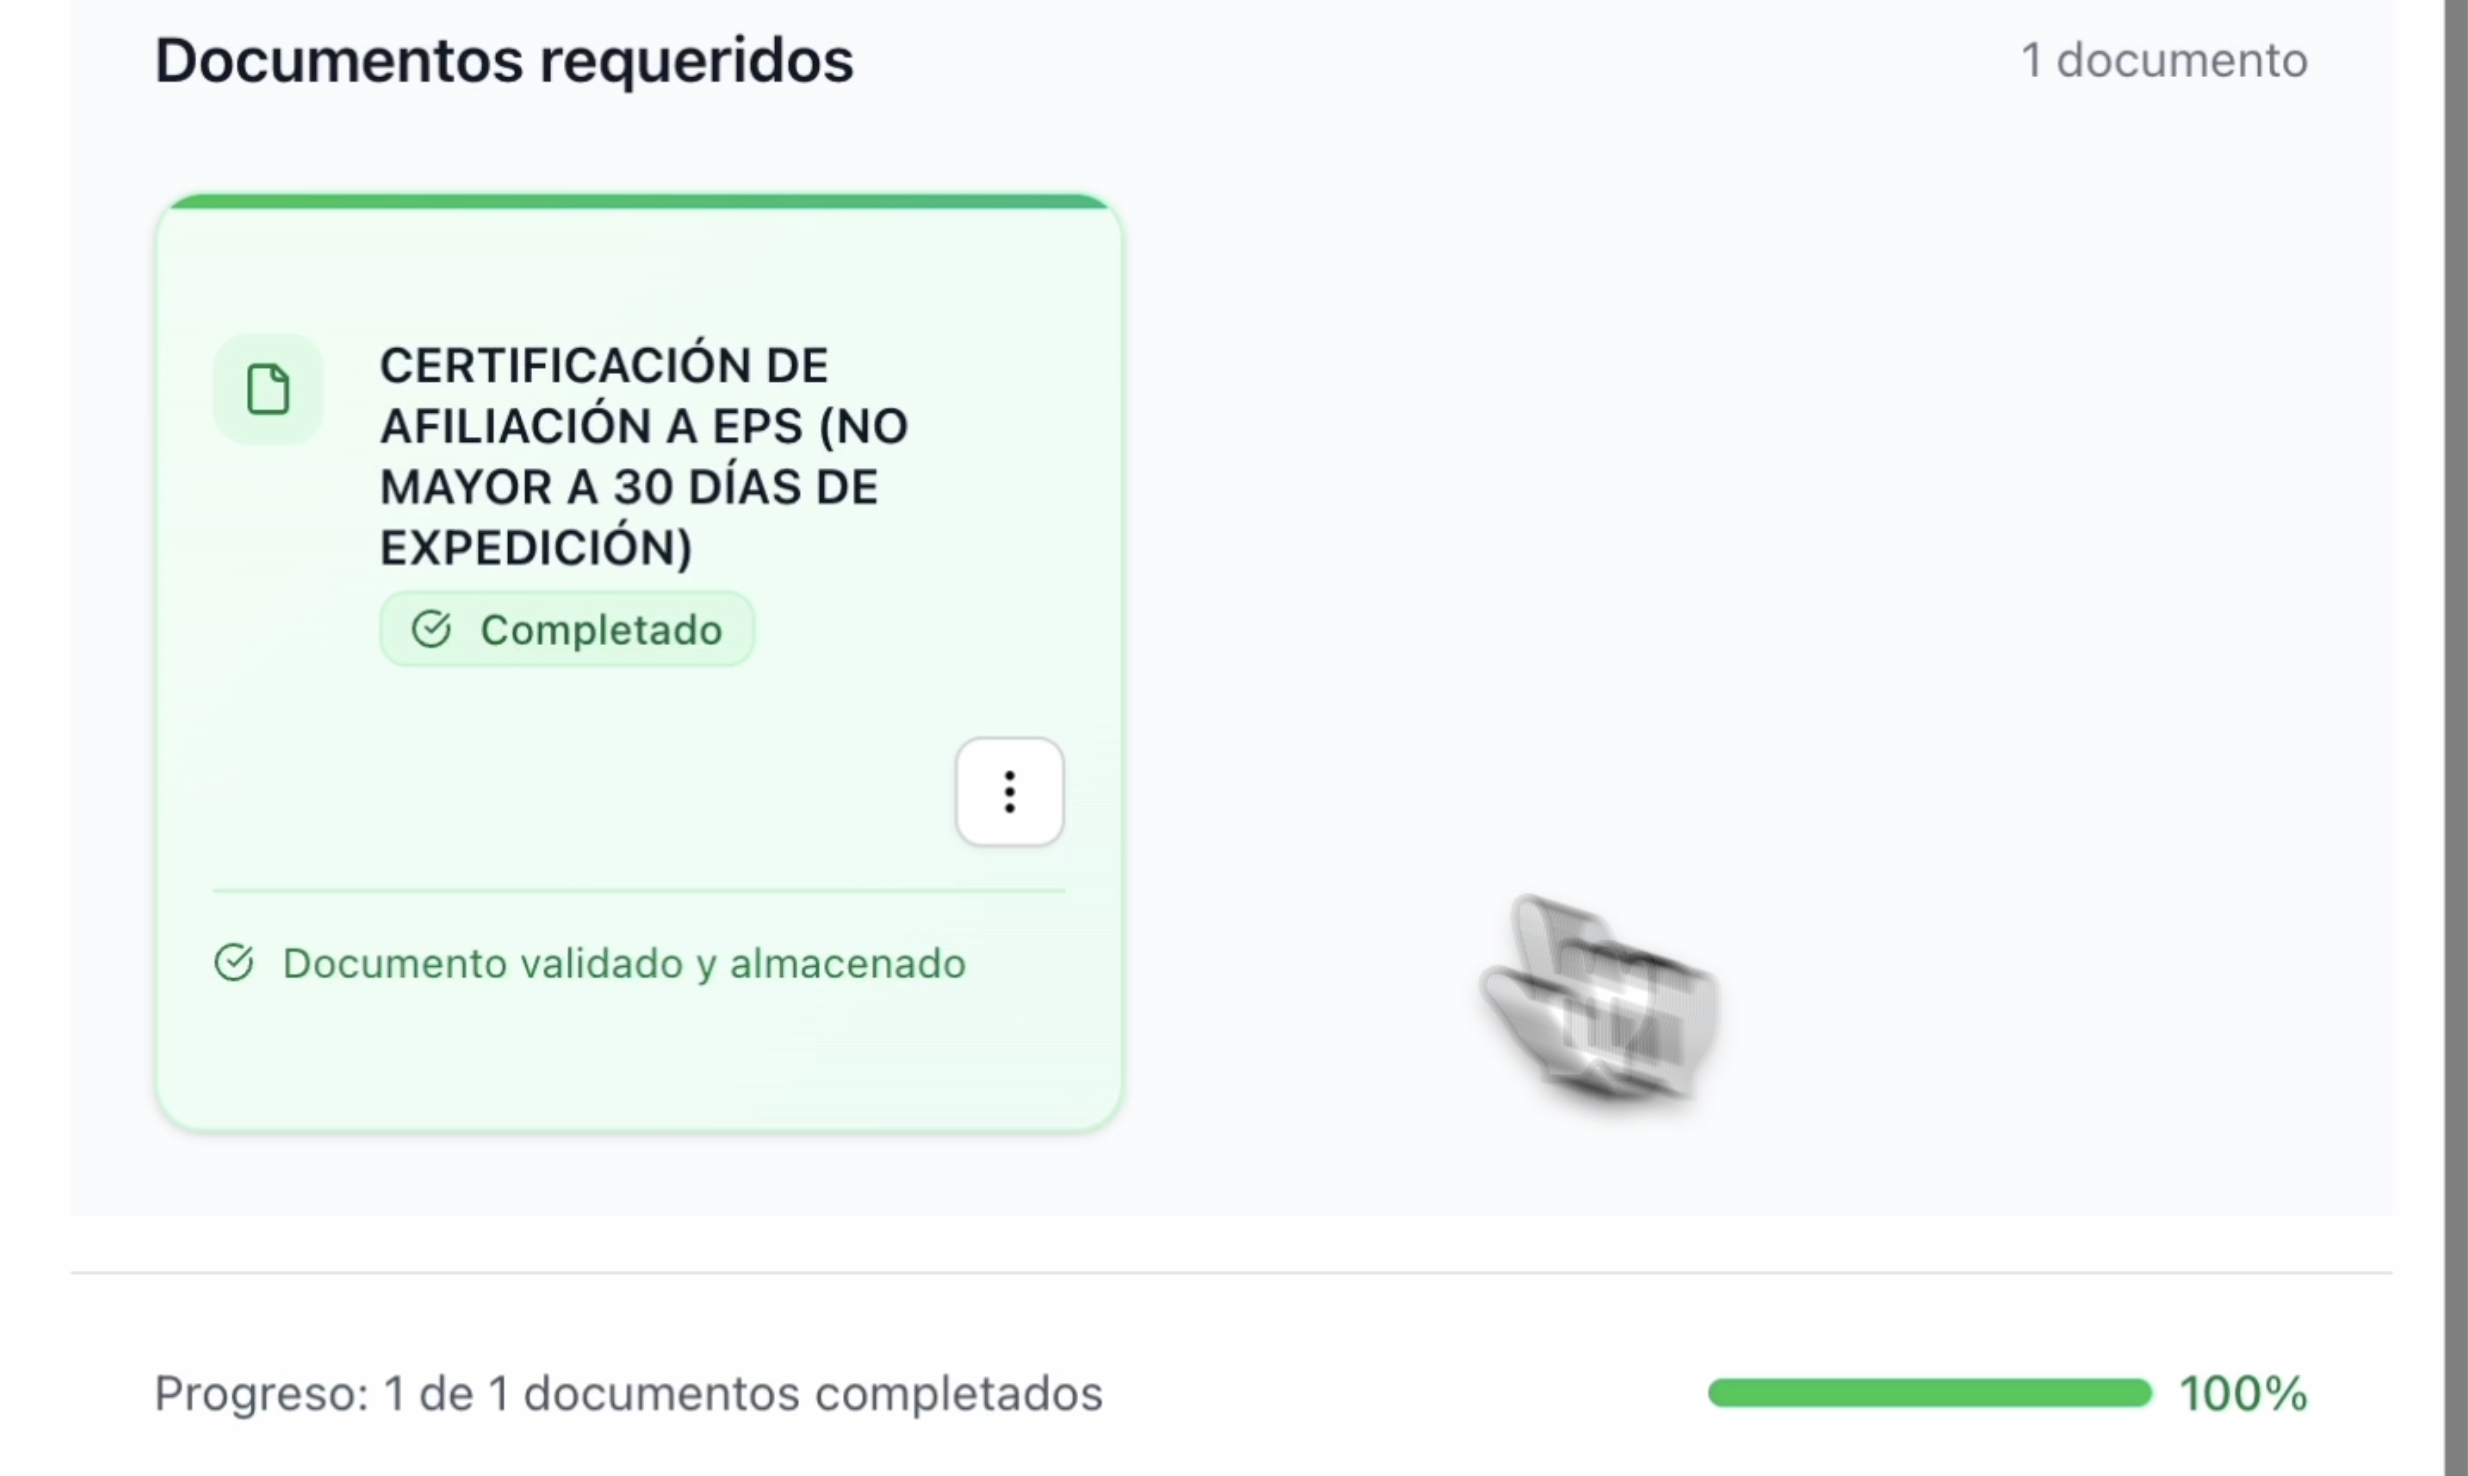 Documentos requeridos
1 documento
CERTIFICACIÓN DE
AFILIACIÓN A EPS (NO
MAYOR A 30 DÍAS DE
EXPEDICIÓN)
Completado
Documento validado y almacenado
Progreso: 1 de 1 documentos completados
100%